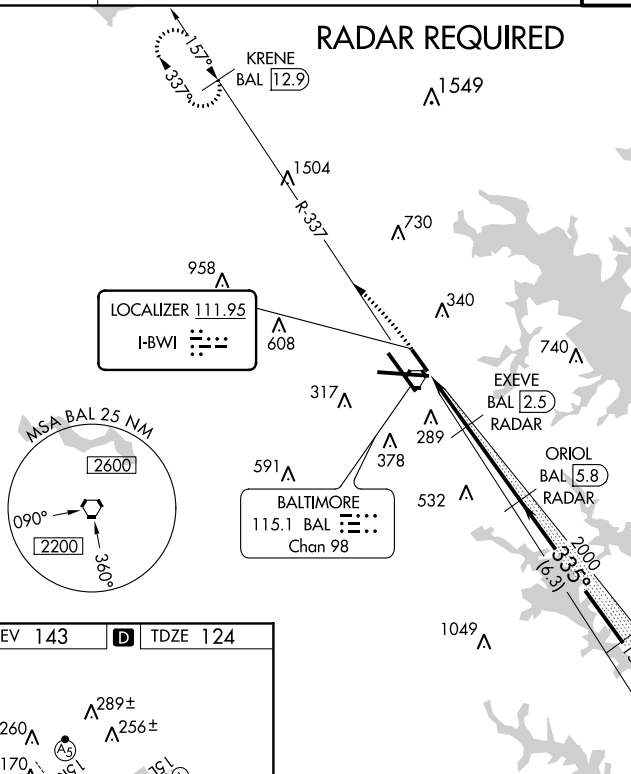 RADAR REQUIRED
157°
337°
KRENE
BAL 12.9
1549
1504
R-337
730
958
LOCALIZER 111.95
I-BWI
608
340
740
317
EXEVE
BAL 2.5
RADAR
289
378
MSA BAL 25 NM
2600
090°
2200
360°
591
BALTIMORE
115.1 BAL
Chan 98
532
ORIOL
BAL 5.8
RADAR
2000
335°
(6.3)
1049
EV 143
D
TDZE 124
289±
256±
260
A5
170
15R
15L